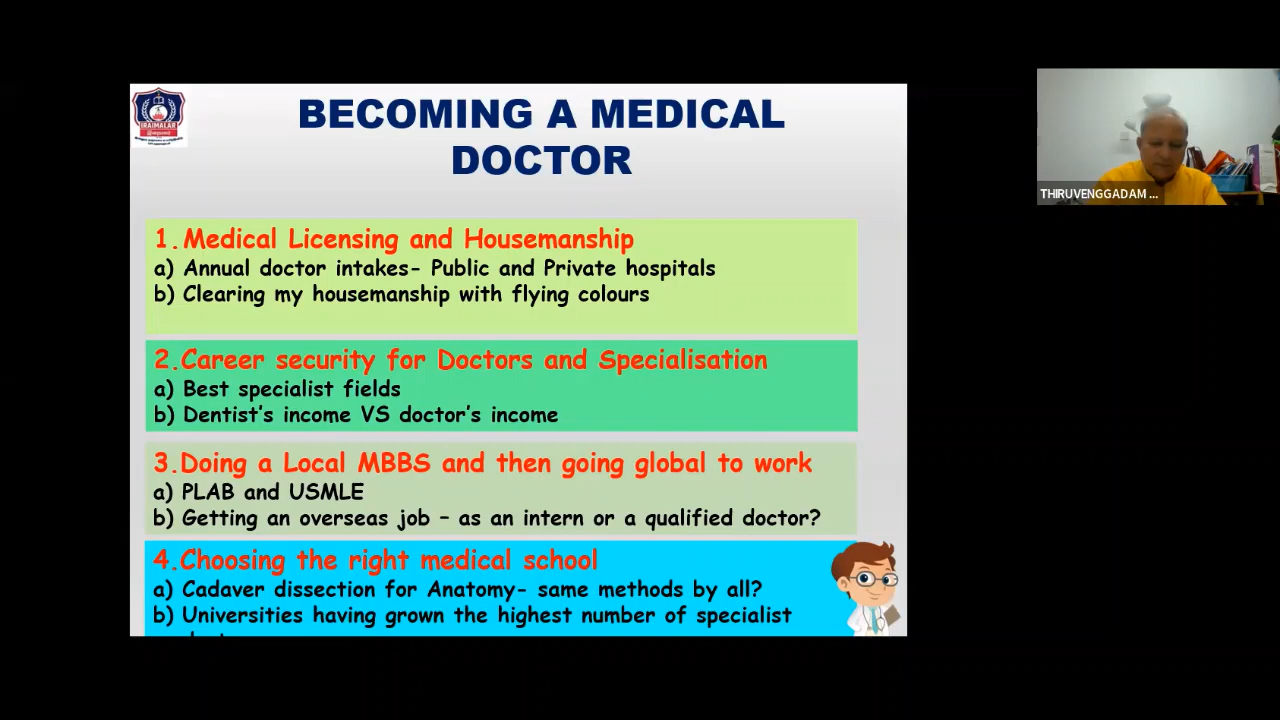 BECOMING A MEDICAL
DOCTOR
IRAIMALAR
1.Medical Licensing and Housemanship
a) Annual doctor intakes- Public and Private hospitals
b) Clearing my housemanship with flying colours
2.Career security for Doctors and Specialisation
a) Best specialist fields
b) Dentist's income VS doctor's income
3.Doing a Local MBBS and then going global to work
a) PLAB and USMLE
b) Getting an overseas job – as an intern or a qualified doctor?
4.Choosing the right medical school
a) Cadaver dissection for Anatomy- same methods by all?
b) Universities having grown the highest number of specialist
THIRUVENGGADAM ...